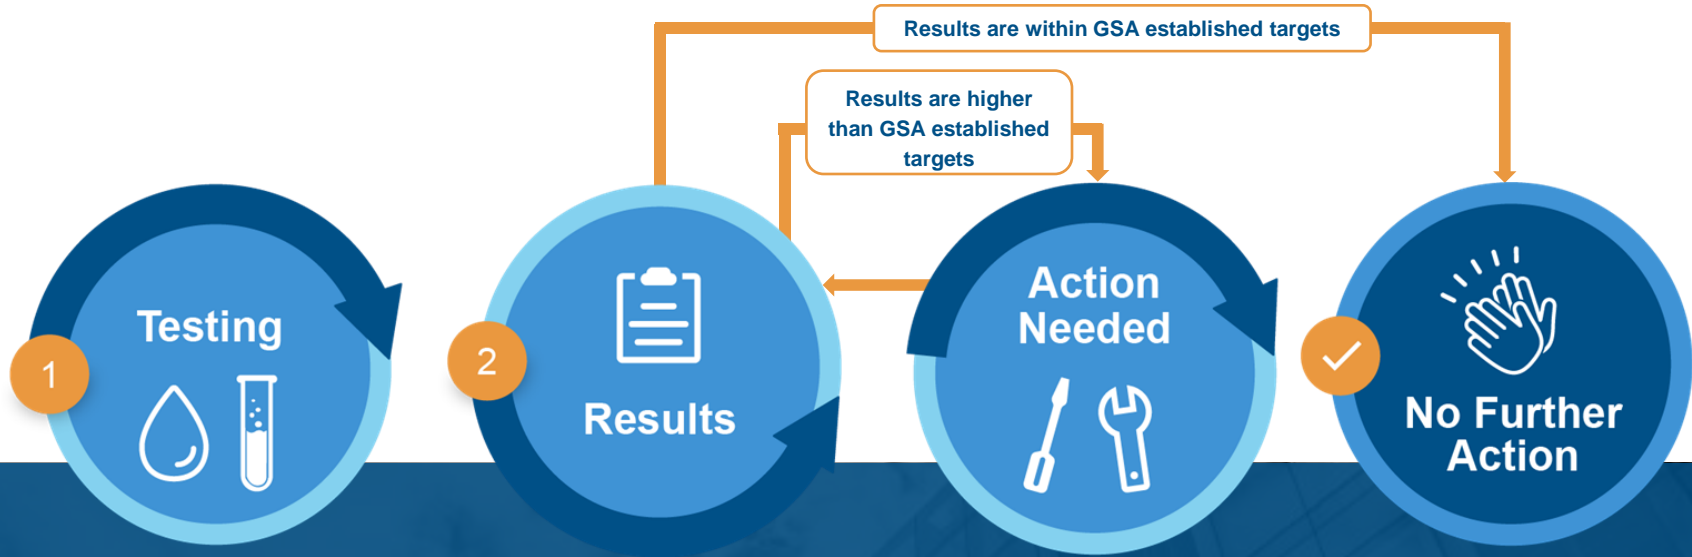 Results are within GSA established targets
Results are higher
than GSA established
targets
1
Testing
2
Results
Action
Needed
No Further
Action